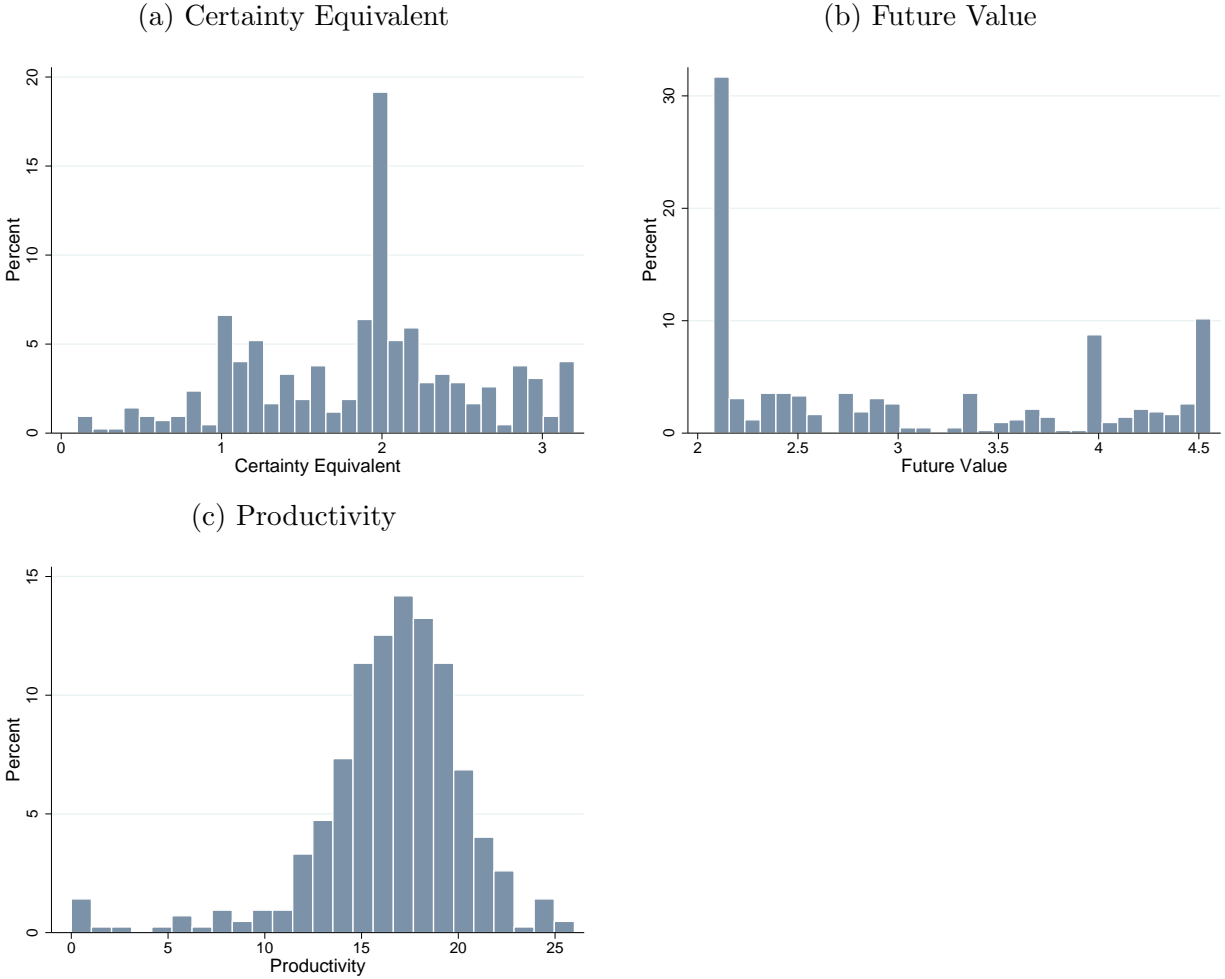 (a) Certainty Equivalent
20
15
10
5
0
Percent
0 1 2 3
Certainty Equivalent
(b) Future Value
30
20
10
0
Percent
2 2.5 3 3.5 4 4.5
Future Value
(c) Productivity
15
10
5
0
Percent
0 5 10 15 20 25
Productivity